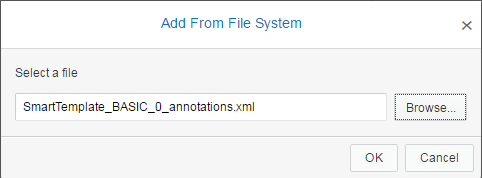 Add From File System
Select a file
SmartTemplate_BASIC_0_annotations.xml
Browse...
OK
Cancel